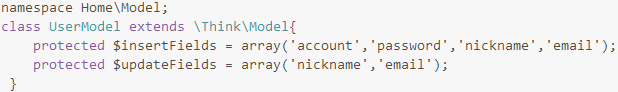 namespace Home\Model;
class UserModel extends \Think\Model{
    protected $insertFields = array('account','password','nickname','email');
    protected $updateFields = array('nickname','email');
 }